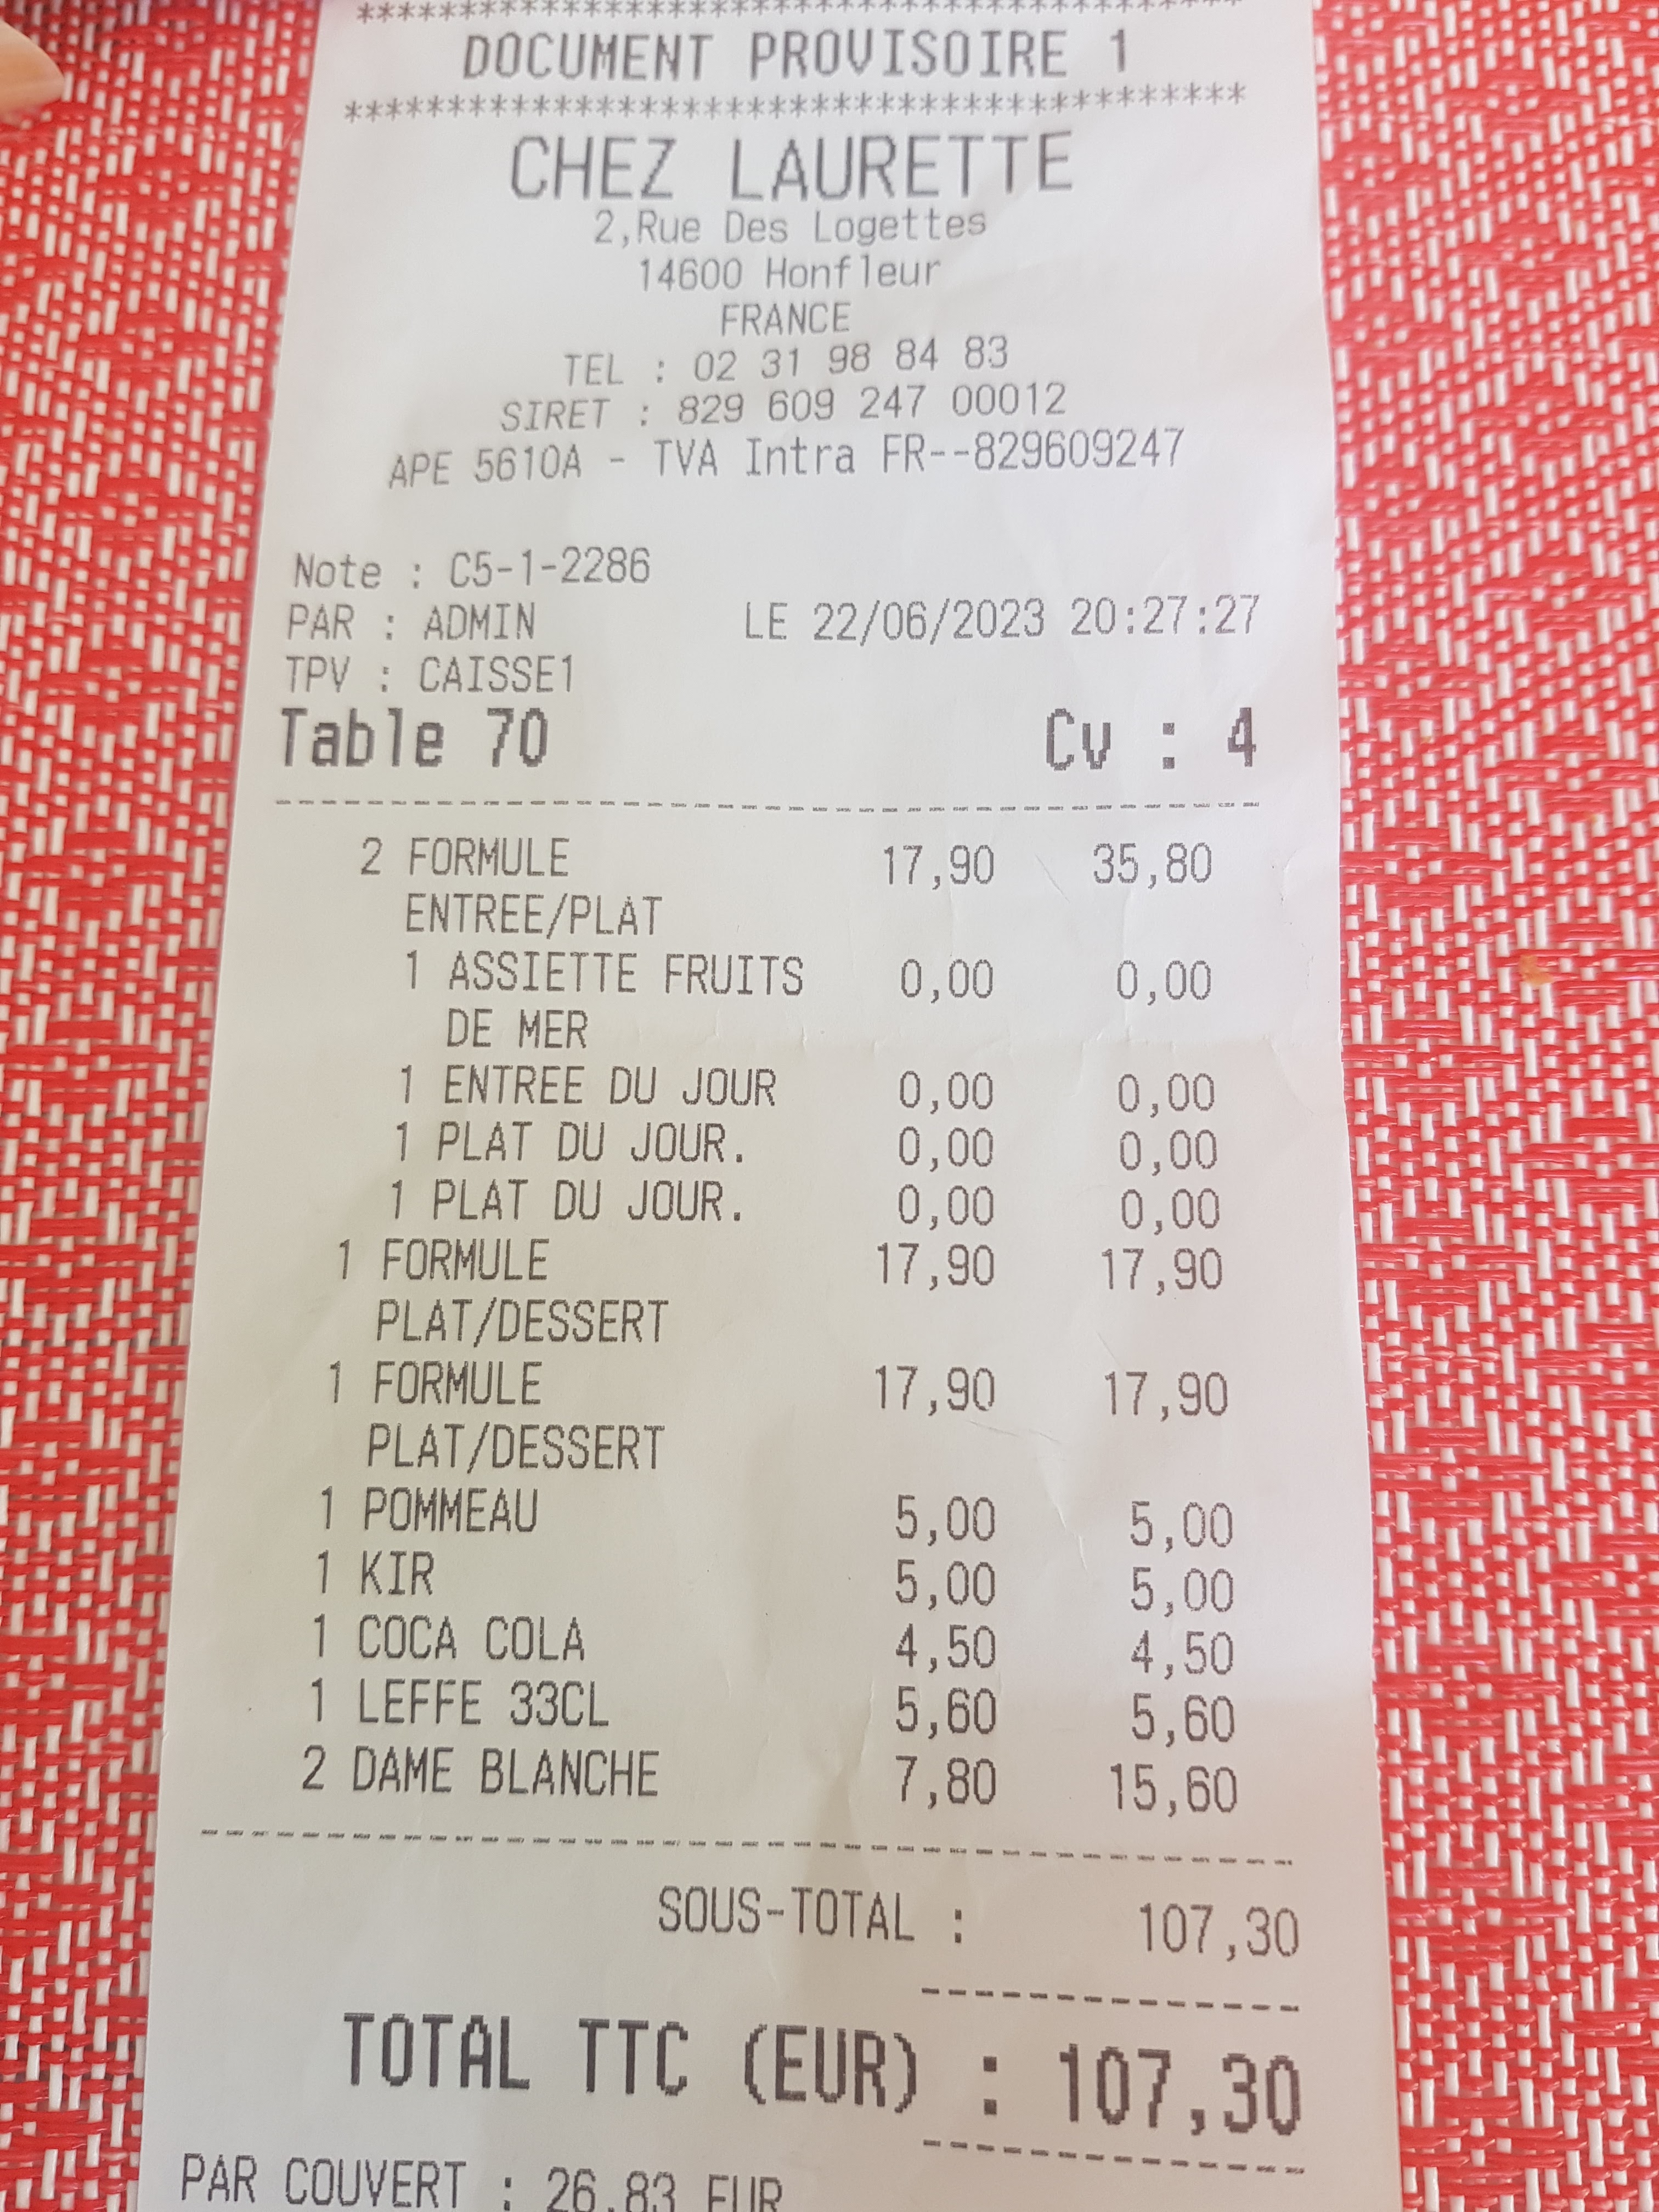 ******************************************
DOCUMENT PROVISOIRE 1
******************************************
CHEZ LAURETTE
2,Rue Des Logettes
14600 Honfleur
FRANCE
TEL : 02 31 98 84 83
SIRET : 829 609 247 00012
APE 5610A - TVA Intra FR--829609247
Note : C5-1-2286
PAR : ADMIN LE 22/06/2023 20:27:27
TPV : CAISSE1
Table 70 Cv : 4
2 FORMULE 17,90 35,80
ENTREE/PLAT
1 ASSIETTE FRUITS 0,00 0,00
DE MER
1 ENTREE DU JOUR 0,00 0,00
1 PLAT DU JOUR. 0,00 0,00
1 PLAT DU JOUR. 0,00 0,00
1 FORMULE 17,90 17,90
PLAT/DESSERT
1 FORMULE 17,90 17,90
PLAT/DESSERT
1 POMMEAU 5,00 5,00
1 KIR 5,00 5,00
1 COCA COLA 4,50 4,50
1 LEFFE 33CL 5,60 5,60
2 DAME BLANCHE 7,80 15,60
SOUS-TOTAL : 107,30
TOTAL TTC (EUR) : 107,30
PAR COUVERT : 26,83 EUR